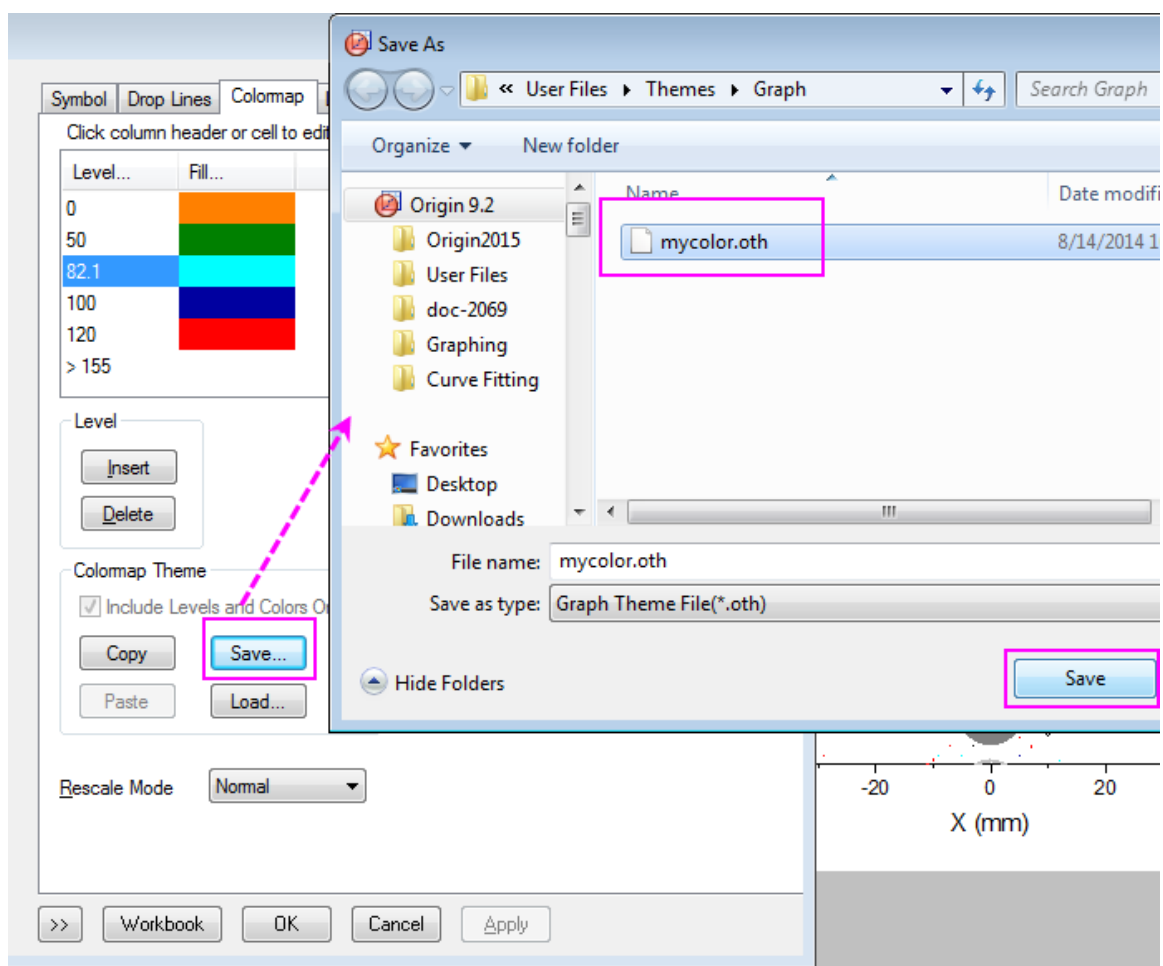 Save As
« User Files ▸ Themes ▸ Graph
Search Graph
Organize
New folder
Name
Date modifi
mycolor.oth
8/14/2014 1
Origin 9.2
Origin2015
User Files
doc-2069
Graphing
Curve Fitting
Favorites
Desktop
Downloads
File name: mycolor.oth
Save as type: Graph Theme File(*.oth)
Hide Folders
Save
Symbol
Drop Lines
Colormap
Click column header or cell to edit
Level...
Fill...
0
50
82.1
100
120
> 155
Level
Insert
Delete
Colormap Theme
Include Levels and Colors O
Copy
Save...
Paste
Load...
Rescale Mode
Normal
>>
Workbook
OK
Cancel
Apply
-20
0
20
X (mm)